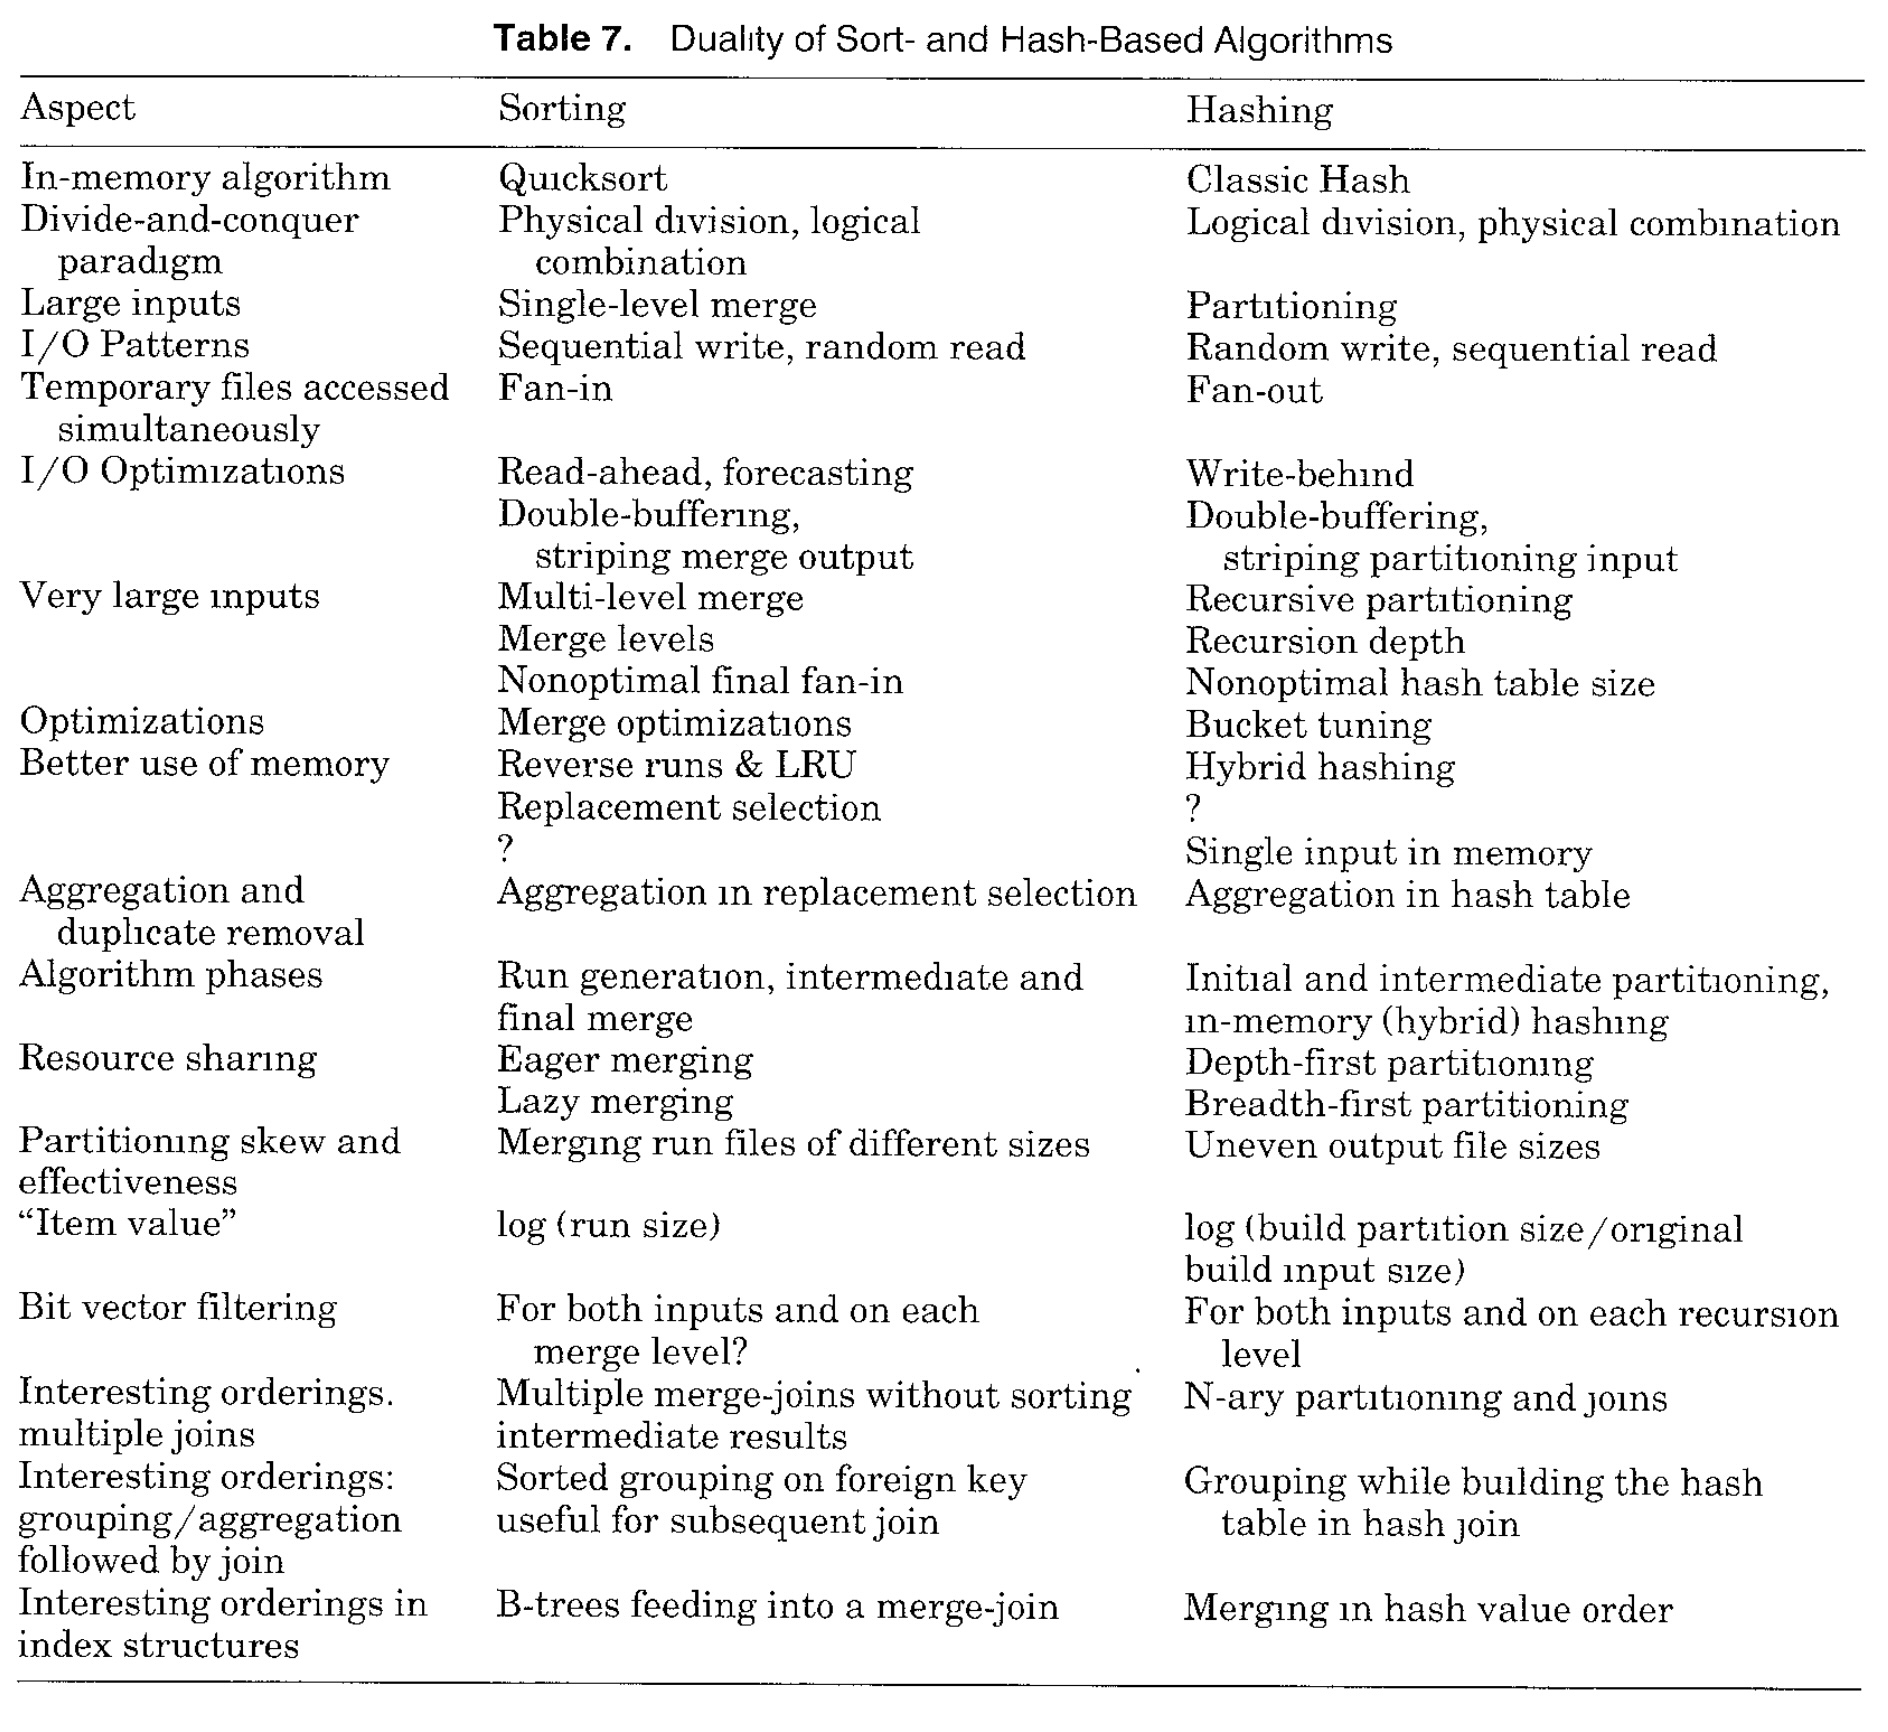 Table 7. Duality of Sort- and Hash-Based Algorithms
Aspect Sorting Hashing
In-memory algorithm Quicksort Classic Hash
Divide-and-conquer Physical division, logical Logical division, physical combination
paradigm combination
Large inputs Single-level merge Partitioning
I/O Patterns Sequential write, random read Random write, sequential read
Temporary files accessed Fan-in Fan-out
simultaneously
I/O Optimizations Read-ahead, forecasting Write-behind
Double-buffering, Double-buffering,
striping merge output striping partitioning input
Very large inputs Multi-level merge Recursive partitioning
Merge levels Recursion depth
Nonoptimal final fan-in Nonoptimal hash table size
Optimizations Merge optimizations Bucket tuning
Better use of memory Reverse runs & LRU Hybrid hashing
Replacement selection ?
? Single input in memory
Aggregation and Aggregation in replacement selection Aggregation in hash table
duplicate removal
Algorithm phases Run generation, intermediate and Initial and intermediate partitioning,
final merge in-memory (hybrid) hashing
Resource sharing Eager merging Depth-first partitioning
Lazy merging Breadth-first partitioning
Partitioning skew and Merging run files of different sizes Uneven output file sizes
effectiveness
“Item value” log (run size) log (build partition size/original
build input size)
Bit vector filtering For both inputs and on each For both inputs and on each recursion
merge level? level
Interesting orderings. Multiple merge-joins without sorting N-ary partitioning and joins
multiple joins intermediate results
Interesting orderings: Sorted grouping on foreign key Grouping while building the hash
grouping/aggregation useful for subsequent join table in hash join
followed by join
Interesting orderings in B-trees feeding into a merge-join Merging in hash value order
index structures